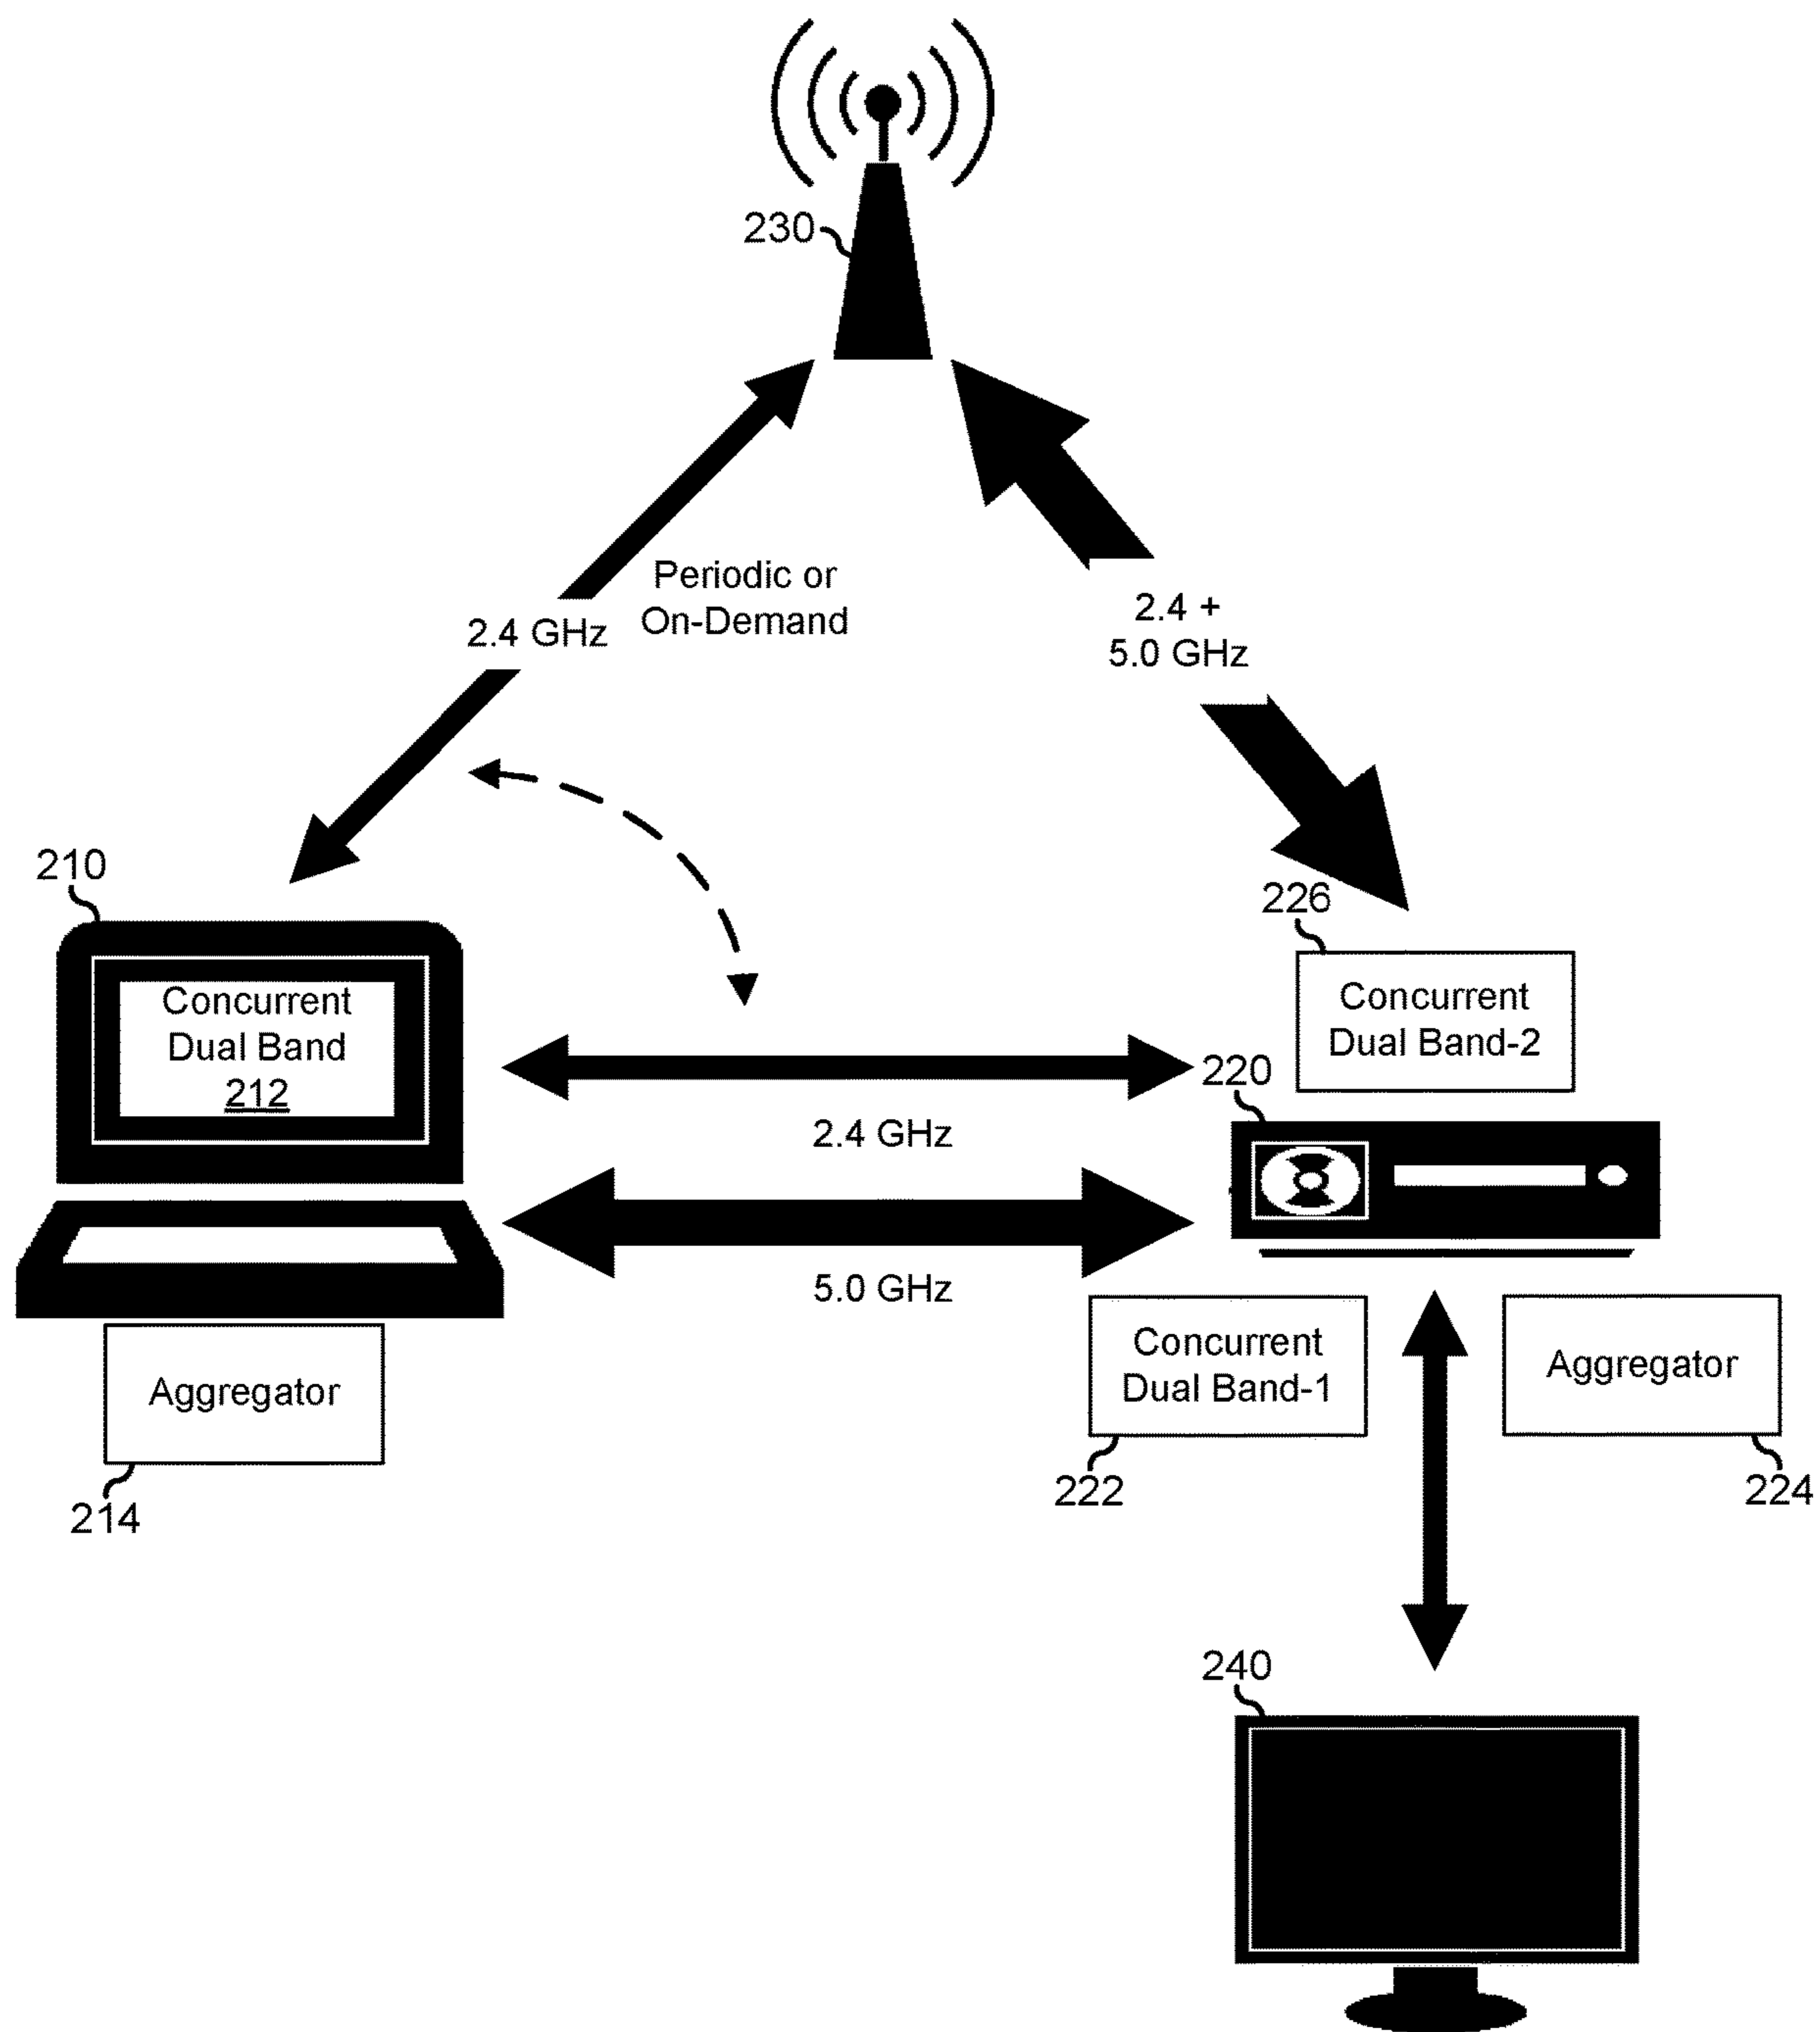 230
Periodic or
On-Demand
2.4 GHz
2.4 +
5.0 GHz
210
226
Concurrent
Dual Band
212
Concurrent
Dual Band-2
220
2.4 GHz
5.0 GHz
Concurrent
Dual Band-1
Aggregator
Aggregator
222
224
214
240